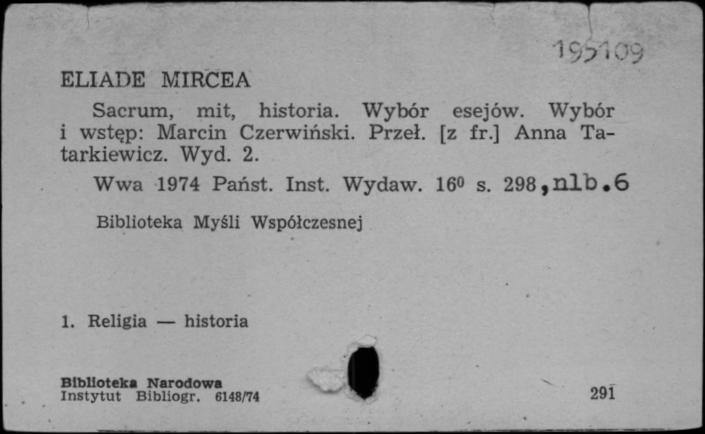 195109
ELIADE MIRCEA
Sacrum, mit, historia. Wybór esejów. Wybór
i wstęp: Marcin Czerwiński. Przeł. [z fr.] Anna Ta-
tarkiewicz. Wyd. 2.
Wwa 1974 Państ. Inst. Wydaw. 16⁰ s. 298,nlb.6
Biblioteka Myśli Współczesnej
1. Religia — historia
Biblioteka Narodowa
Instytut Bibliogr. 6148/74
291